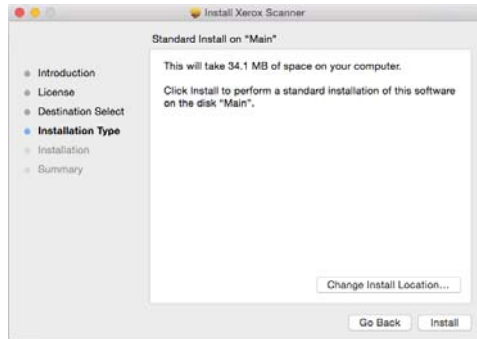 Install Xerox Scanner
Standard Install on "Main"
Introduction
License
Destination Select
Installation Type
Installation
Summary
This will take 34.1 MB of space on your computer.
Click Install to perform a standard installation of this software
on the disk "Main".
Change Install Location...
Go Back
Install